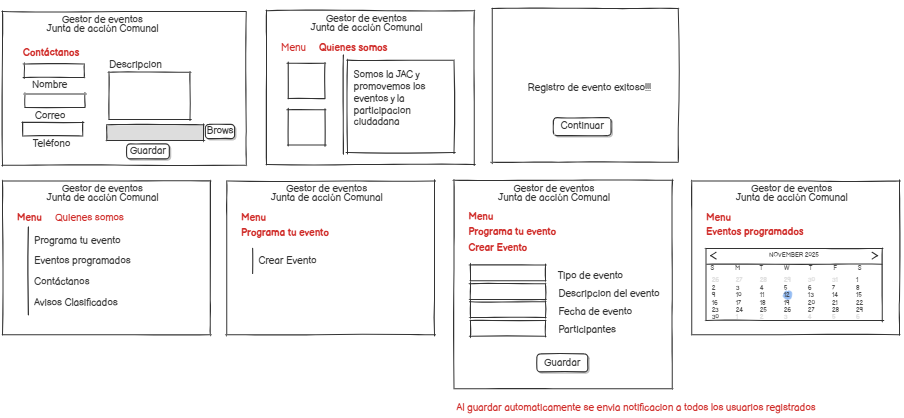 Gestor de eventos
Junta de acción Comunal
Contáctanos
Nombre
Correo
Teléfono
Descripcion
Brows
Guardar
Gestor de eventos
Junta de acción Comunal
Menu Quienes somos
Somos la JAC y
promovemos los
eventos y la
participacion
ciudadana
Registro de evento exitoso!!!
Continuar
Gestor de eventos
Junta de acción Comunal
Menu Quienes somos
Programa tu evento
Eventos programados
Contáctanos
Avisos Clasificados
Gestor de eventos
Junta de acción Comunal
Menu
Programa tu evento
Crear Evento
Gestor de eventos
Junta de acción Comunal
Menu
Programa tu evento
Crear Evento
Tipo de evento
Descripcion del evento
Fecha de evento
Participantes
Guardar
Gestor de eventos
Junta de acción Comunal
Menu
Eventos programados
NOVEMBER 2025
S M T W T F S
26 27 28 29 30 31 1
2 3 4 5 6 7 8
9 10 11 12 13 14 15
16 17 18 19 20 21 22
23 24 25 26 27 28 29
30 1 2 3 4 5 6
Al guardar automaticamente se envia notificacion a todos los usuarios registrados